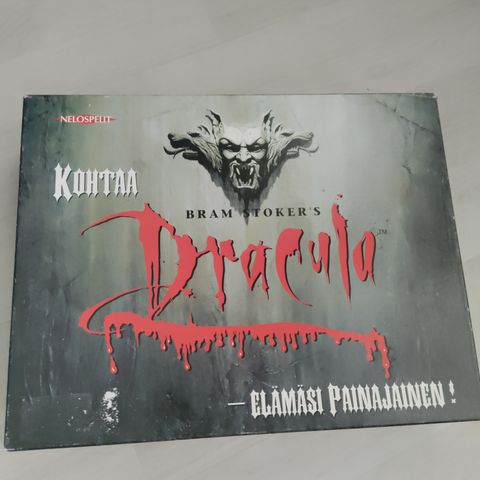 NELOSPELIT
KOHTAA
BRAM STOKER'S
Dracula™
– ELÄMÄSI PAINAJAINEN!